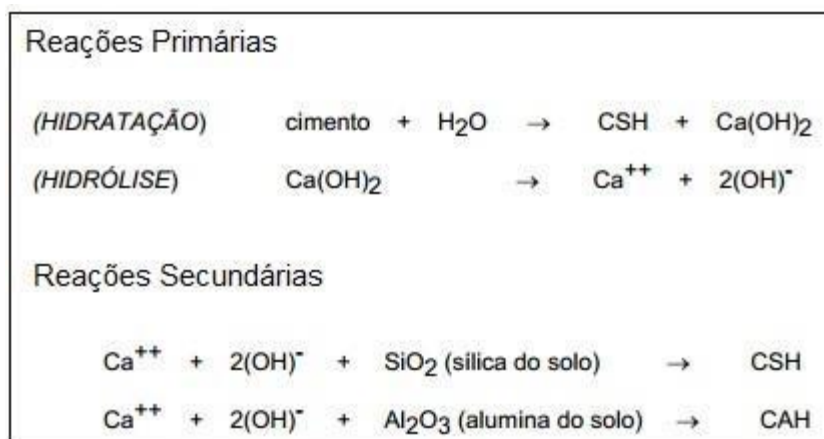 Reações Primárias
(HIDRATAÇÃO) cimento + H₂O → CSH + Ca(OH)₂
(HIDRÓLISE) Ca(OH)₂ → Ca⁺⁺ + 2(OH)⁻
Reações Secundárias
Ca⁺⁺ + 2(OH)⁻ + SiO₂ (sílica do solo) → CSH
Ca⁺⁺ + 2(OH)⁻ + Al₂O₃ (alumina do solo) → CAH